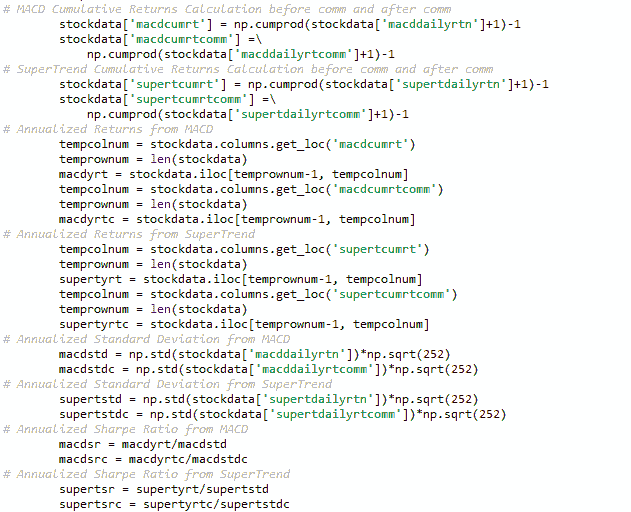 # MACD Cumulative Returns Calculation before comm and after comm
        stockdata['macdcumrt'] = np.cumprod(stockdata['macddailyrtn']+1)-1
        stockdata['macdcumrtcomm'] =\
            np.cumprod(stockdata['macddailyrtcomm']+1)-1
# SuperTrend Cumulative Returns Calculation before comm and after comm
        stockdata['supertcumrt'] = np.cumprod(stockdata['supertdailyrtn']+1)-1
        stockdata['supertcumrtcomm'] =\
            np.cumprod(stockdata['supertdailyrtcomm']+1)-1
# Annualized Returns from MACD
        tempcolnum = stockdata.columns.get_loc('macdcumrt')
        temprownum = len(stockdata)
        macdyrt = stockdata.iloc[temprownum-1, tempcolnum]
        tempcolnum = stockdata.columns.get_loc('macdcumrtcomm')
        temprownum = len(stockdata)
        macdyrtc = stockdata.iloc[temprownum-1, tempcolnum]
# Annualized Returns from SuperTrend
        tempcolnum = stockdata.columns.get_loc('supertcumrt')
        temprownum = len(stockdata)
        supertyrt = stockdata.iloc[temprownum-1, tempcolnum]
        tempcolnum = stockdata.columns.get_loc('supertcumrtcomm')
        temprownum = len(stockdata)
        supertyrtc = stockdata.iloc[temprownum-1, tempcolnum]
# Annualized Standard Deviation from MACD
        macdstd = np.std(stockdata['macddailyrtn'])*np.sqrt(252)
        macdstdc = np.std(stockdata['macddailyrtcomm'])*np.sqrt(252)
# Annualized Standard Deviation from SuperTrend
        supertstd = np.std(stockdata['supertdailyrtn'])*np.sqrt(252)
        supertstdc = np.std(stockdata['supertdailyrtcomm'])*np.sqrt(252)
# Annualized Sharpe Ratio from MACD
        macdsr = macdyrt/macdstd
        macdsrc = macdyrtc/macdstdc
# Annualized Sharpe Ratio from SuperTrend
        supertsr = supertyrt/supertstd
        supertsrc = supertyrtc/supertstdc